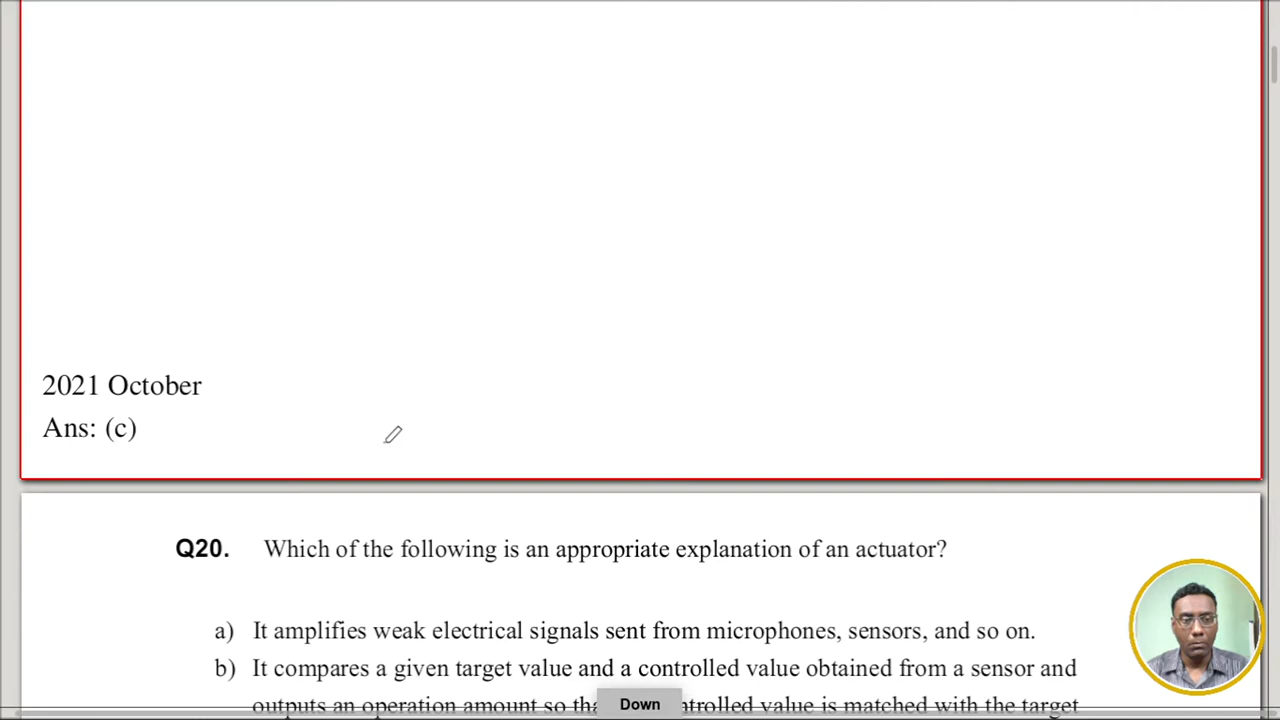 2021 October
Ans: (c)
Q20. Which of the following is an appropriate explanation of an actuator?
a) It amplifies weak electrical signals sent from microphones, sensors, and so on.
b) It compares a given target value and a controlled value obtained from a sensor and
outputs an operation amount so ntrolled value is matched with the target
Down